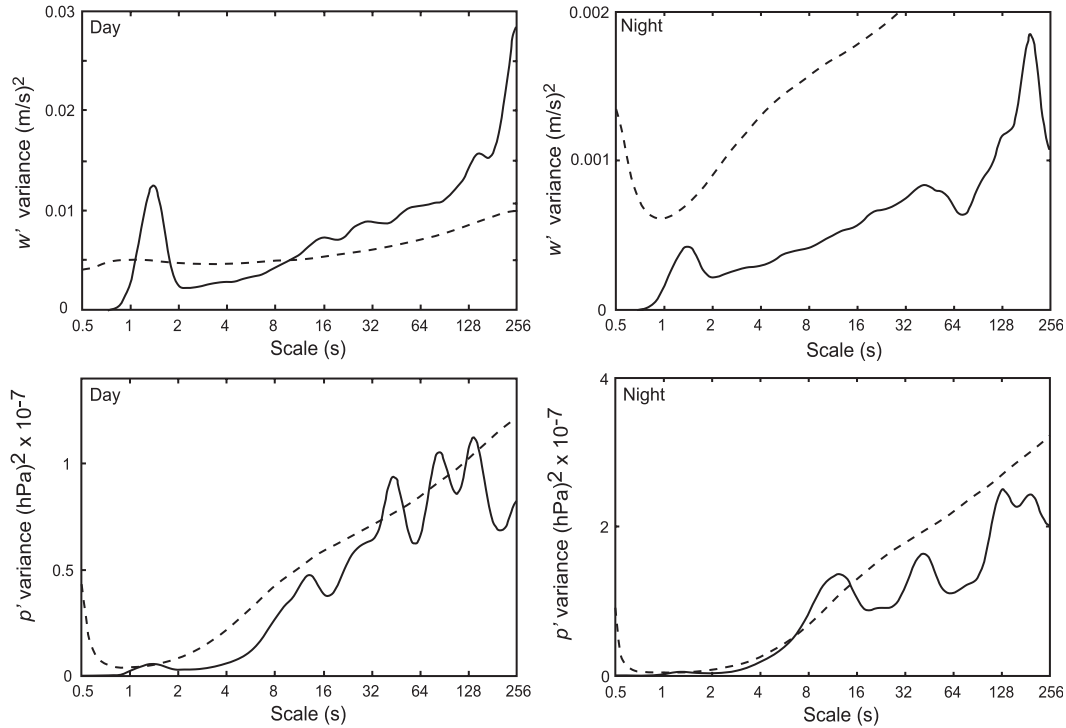 Day
w' variance (m/s)2
0.03
0.02
0.01
0
0.5 1 2 4 8 16 32 64 128 256
Scale (s)
Night
w' variance (m/s)2
0.002
0.001
0
0.5 1 2 4 8 16 32 64 128 256
Scale (s)
Day
p' variance (hPa)2 x 10-7
1
0.5
0
0.5 1 2 4 8 16 32 64 128 256
Scale (s)
Night
p' variance (hPa)2 x 10-7
4
2
0
0.5 1 2 4 8 16 32 64 128 256
Scale (s)